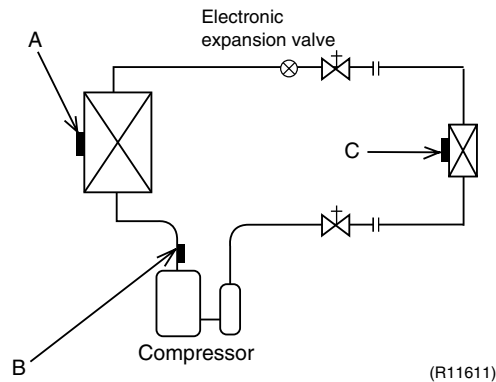 Electronic
expansion valve
A
C
B
Compressor
(R11611)